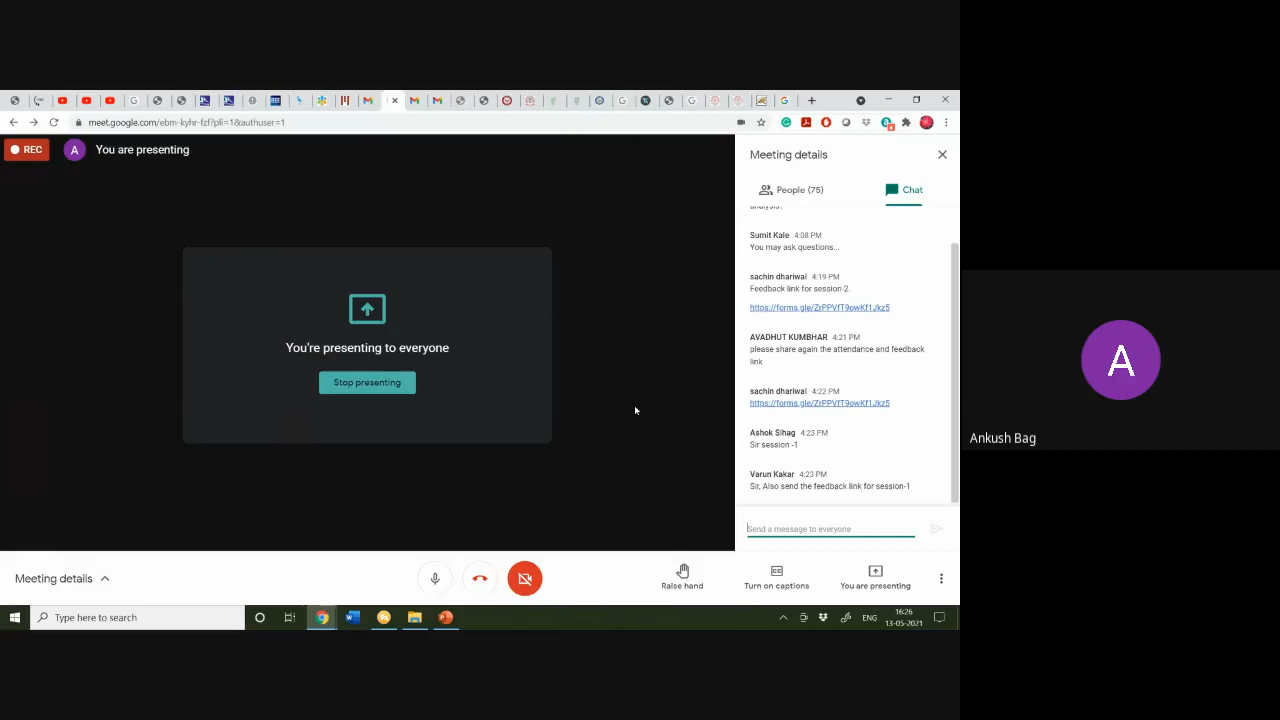 meet.google.com/ebm-kyhr-fzf?pli=1&authuser=1
REC
A
You are presenting
Meeting details
People (75)
Chat
analysis?
Sumit Kale 4:08 PM
You may ask questions...
sachin dhariwal 4:19 PM
Feedback link for session-2.
https://forms.gle/ZrPPVfT9owKf1Jkz5
AVADHUT KUMBHAR 4:21 PM
please share again the attendance and feedback
link
sachin dhariwal 4:22 PM
https://forms.gle/ZrPPVfT9owKf1Jkz5
Ashok Sihag 4:23 PM
Sir session -1
Varun Kakar 4:23 PM
Sir, Also send the feedback link for session-1
Send a message to everyone
You're presenting to everyone
Stop presenting
A
Ankush Bag
Meeting details
Raise hand
Turn on captions
You are presenting
Type here to search
ENG
16:26
13-05-2021